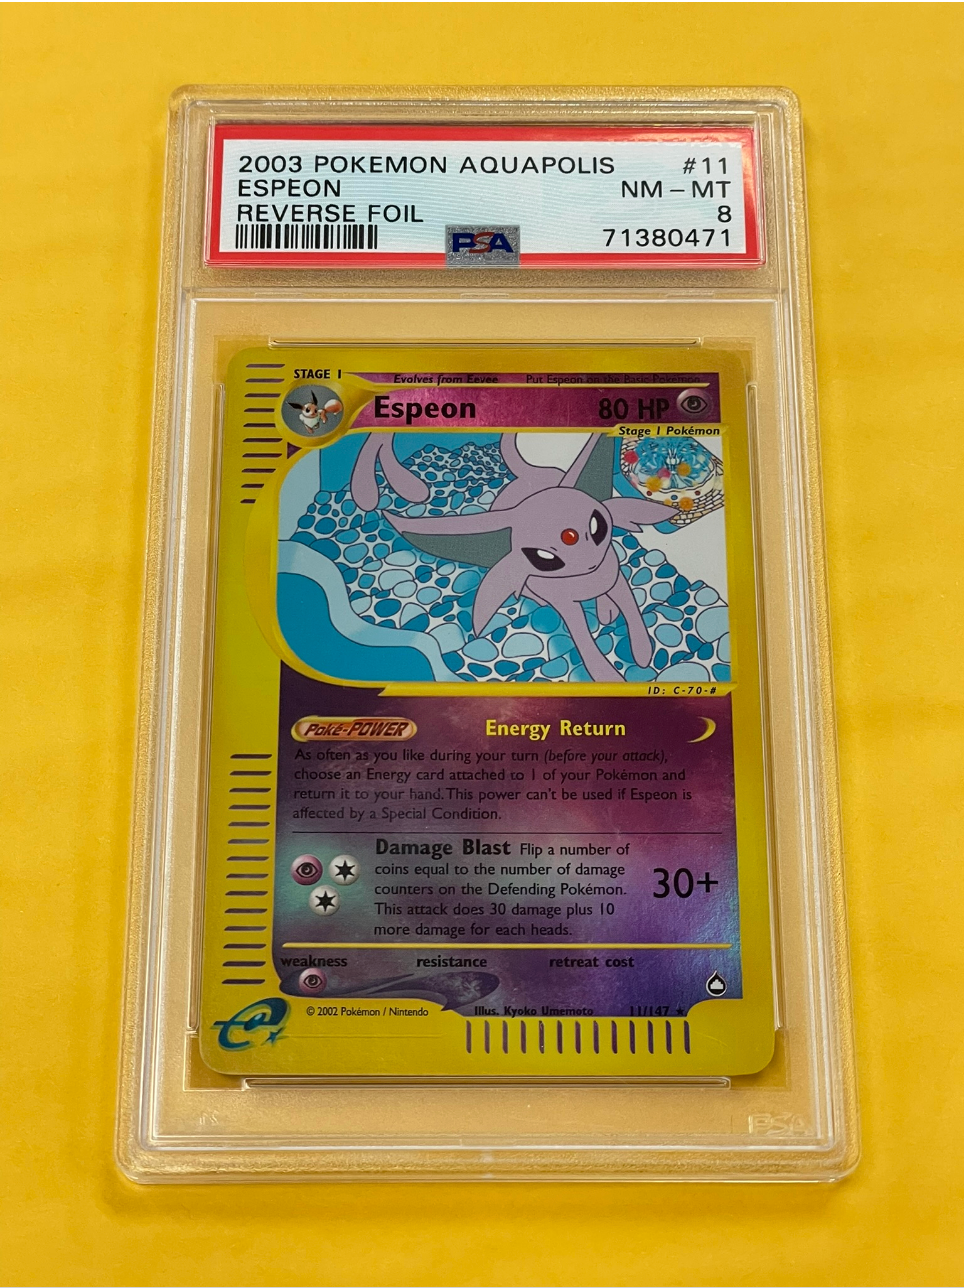 2003 POKEMON AQUAPOLIS #11
ESPEON NM - MT
REVERSE FOIL 8
PSA 71380471
STAGE 1 Evolves from Eevee Put Espeon on the Basic Pokémon
Espeon 80 HP
Stage 1 Pokémon
ID: C-70-#
Poké-POWER Energy Return
As often as you like during your turn (before your attack),
choose an Energy card attached to 1 of your Pokémon and
return it to your hand. This power can't be used if Espeon is
affected by a Special Condition.
Damage Blast Flip a number of
coins equal to the number of damage
counters on the Defending Pokémon.
This attack does 30 damage plus 10
more damage for each heads.
30+
weakness resistance retreat cost
© 2002 Pokémon / Nintendo Illus. Kyoko Umemoto 11/147 ★
e
PSA